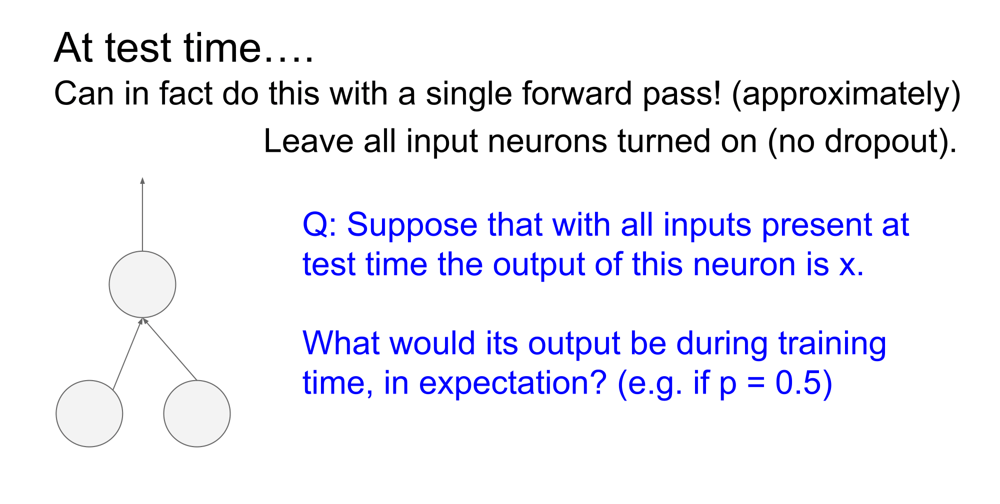 At test time….
Can in fact do this with a single forward pass! (approximately)
Leave all input neurons turned on (no dropout).
Q: Suppose that with all inputs present at
test time the output of this neuron is x.
What would its output be during training
time, in expectation? (e.g. if p = 0.5)